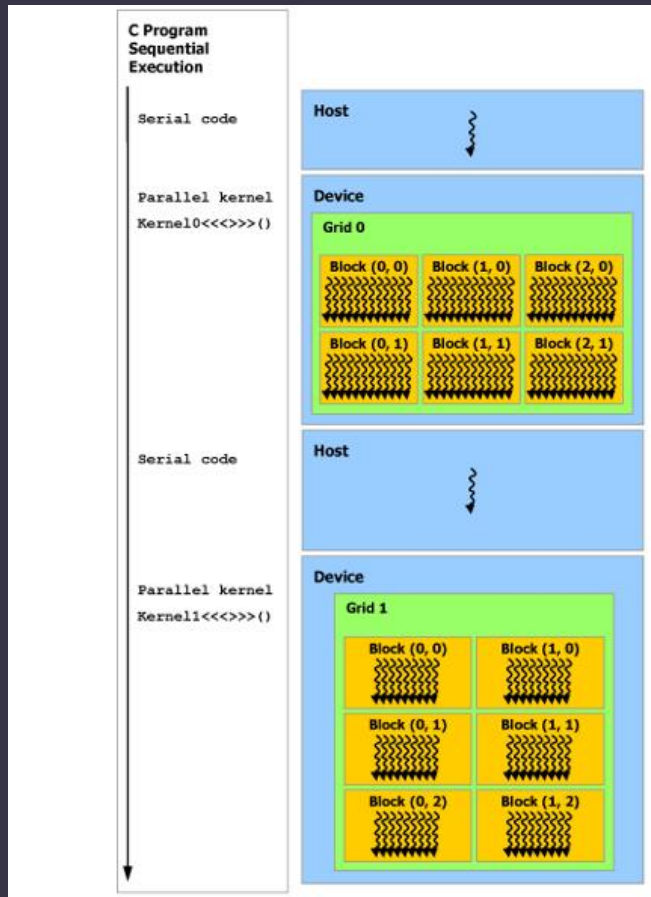 C Program
Sequential
Execution
Serial code
Host
Parallel kernel
Kernel0<<<>>>()
Device
Grid 0
Block (0, 0) Block (1, 0) Block (2, 0)
Block (0, 1) Block (1, 1) Block (2, 1)
Serial code
Host
Parallel kernel
Kernel1<<<>>>()
Device
Grid 1
Block (0, 0) Block (1, 0)
Block (0, 1) Block (1, 1)
Block (0, 2) Block (1, 2)